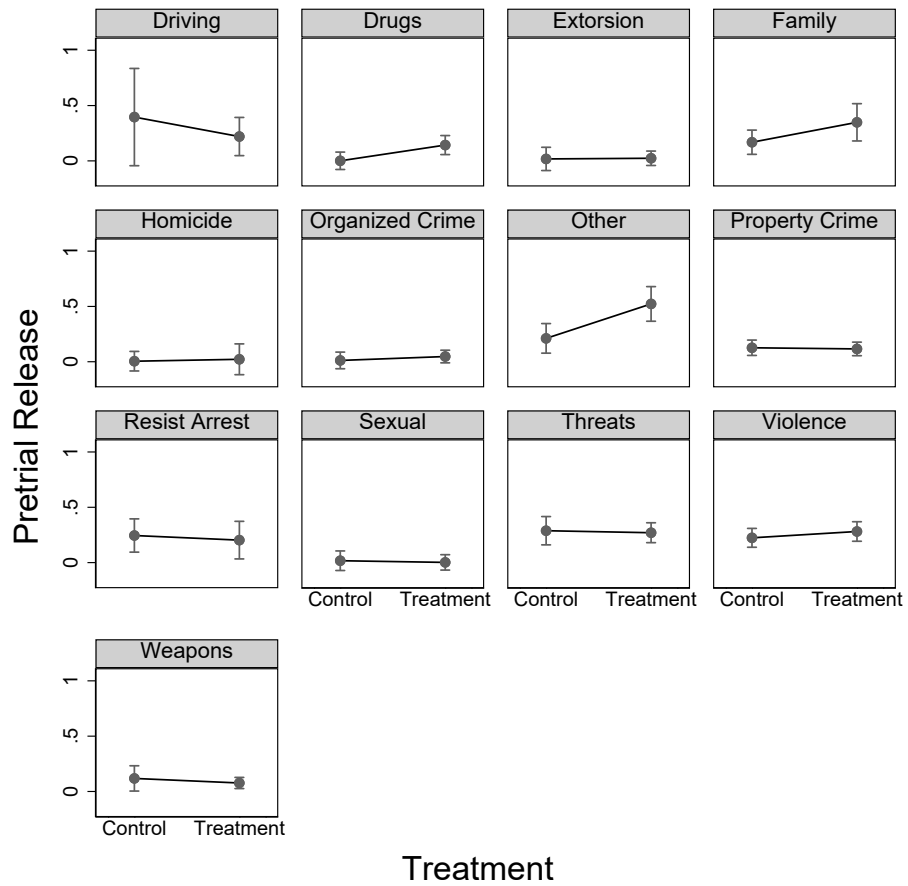 Driving Drugs Extorsion Family
1
.5
0
Homicide Organized Crime Other Property Crime
1
.5
0
Pretrial Release
Resist Arrest Sexual Threats Violence
1
.5
0
Control Treatment Control Treatment Control Treatment
Weapons
1
.5
0
Control Treatment
Treatment